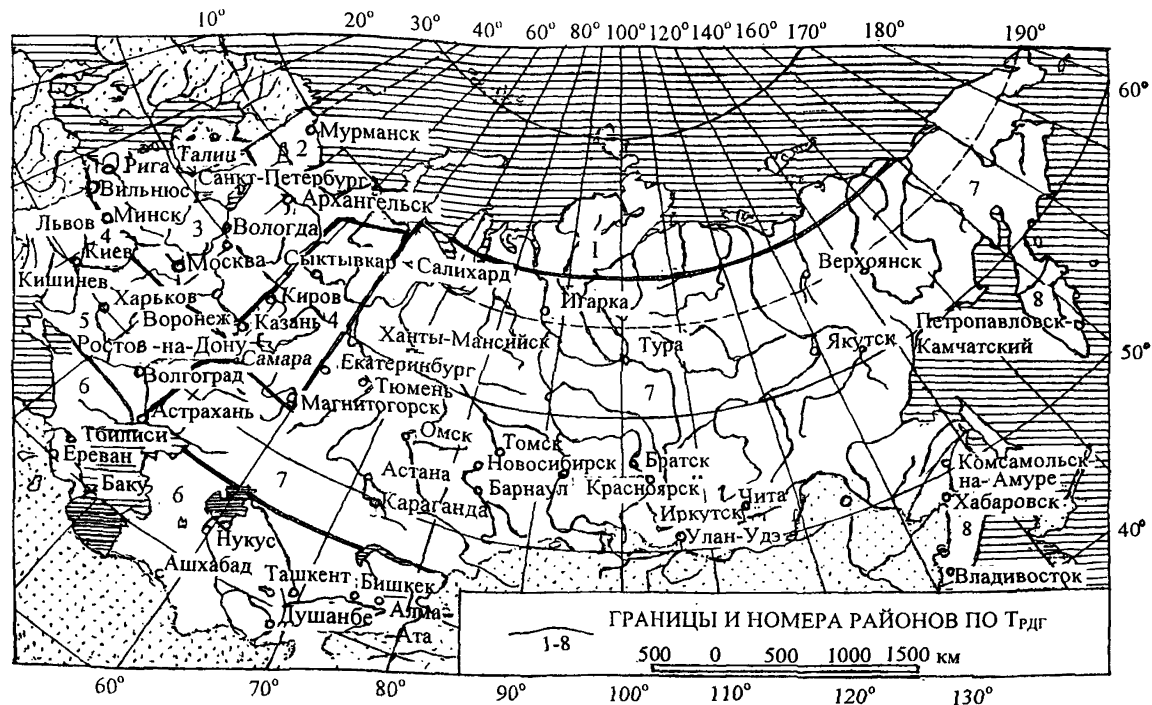 10° 20° 30° 40° 60° 80° 100° 120° 140° 160° 170° 180° 190°
60°
Мурманск
2
Талин
Рига
Санкт-Петербург
Вильнюс
Архангельск
7
Львов
Минск
3
Вологда
1
4
Киев
Москва
Сыктывкар
Салихард
Верхоянск
Кишинев
Игарка
8
Харьков
Киров
5
Воронеж
Казань
4
Ханты-Мансийск
Тура
Якутск
Петропавловск-
Камчатский
Ростов-на-Дону
Самара
Екатеринбург
50°
6
Волгоград
Тюмень
7
Астрахань
Магнитогорск
Тбилиси
Омск
Томск
Ереван
Новосибирск
Братск
Комсамольск
на-Амуре
Баку
6
7
Астана
Барнаул
Красноярск
Чита
Хабаровск
Караганда
Иркутск
8
40°
Нукус
Улан-Удэ
Ашхабад
Ташкент
Бишкек
Владивосток
Душанбе
Алма-
Ата
ГРАНИЦЫ И НОМЕРА РАЙОНОВ ПО ТРДГ
1-8
500 0 500 1000 1500 км
60° 70° 80° 90° 100° 110° 120° 130°